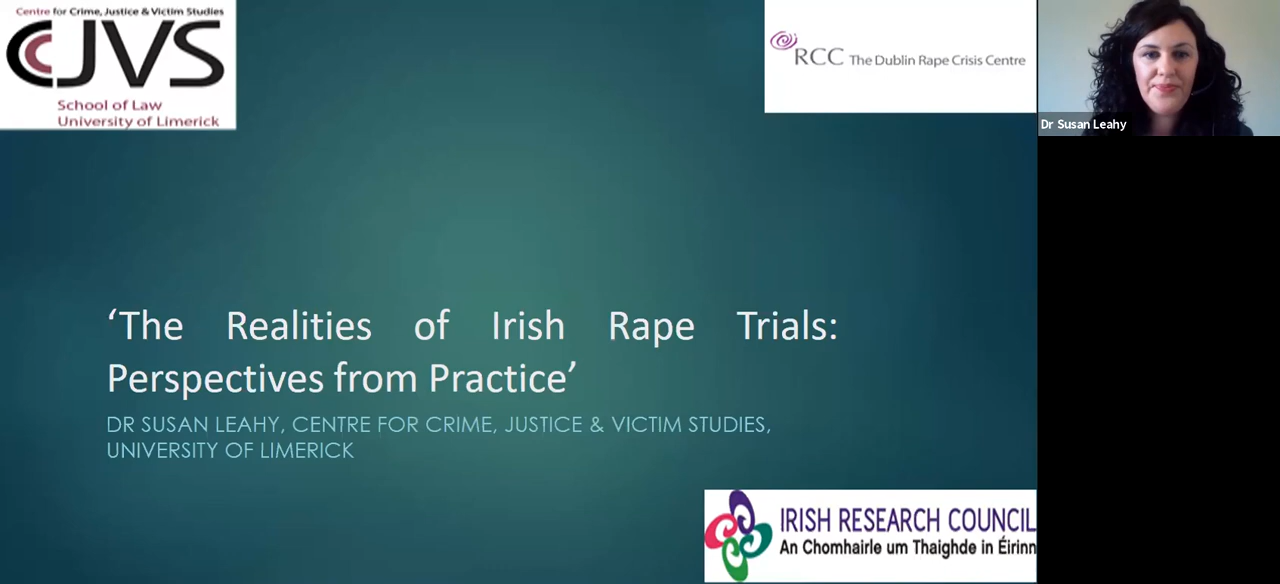 Centre for Crime, Justice & Victim Studies
CJVS
School of Law
University of Limerick
RCC The Dublin Rape Crisis Centre
Dr Susan Leahy
‘The Realities of Irish Rape Trials:
Perspectives from Practice’
DR SUSAN LEAHY, CENTRE FOR CRIME, JUSTICE & VICTIM STUDIES,
UNIVERSITY OF LIMERICK
IRISH RESEARCH COUNCIL
An Chomhairle um Thaighde in Éirinn